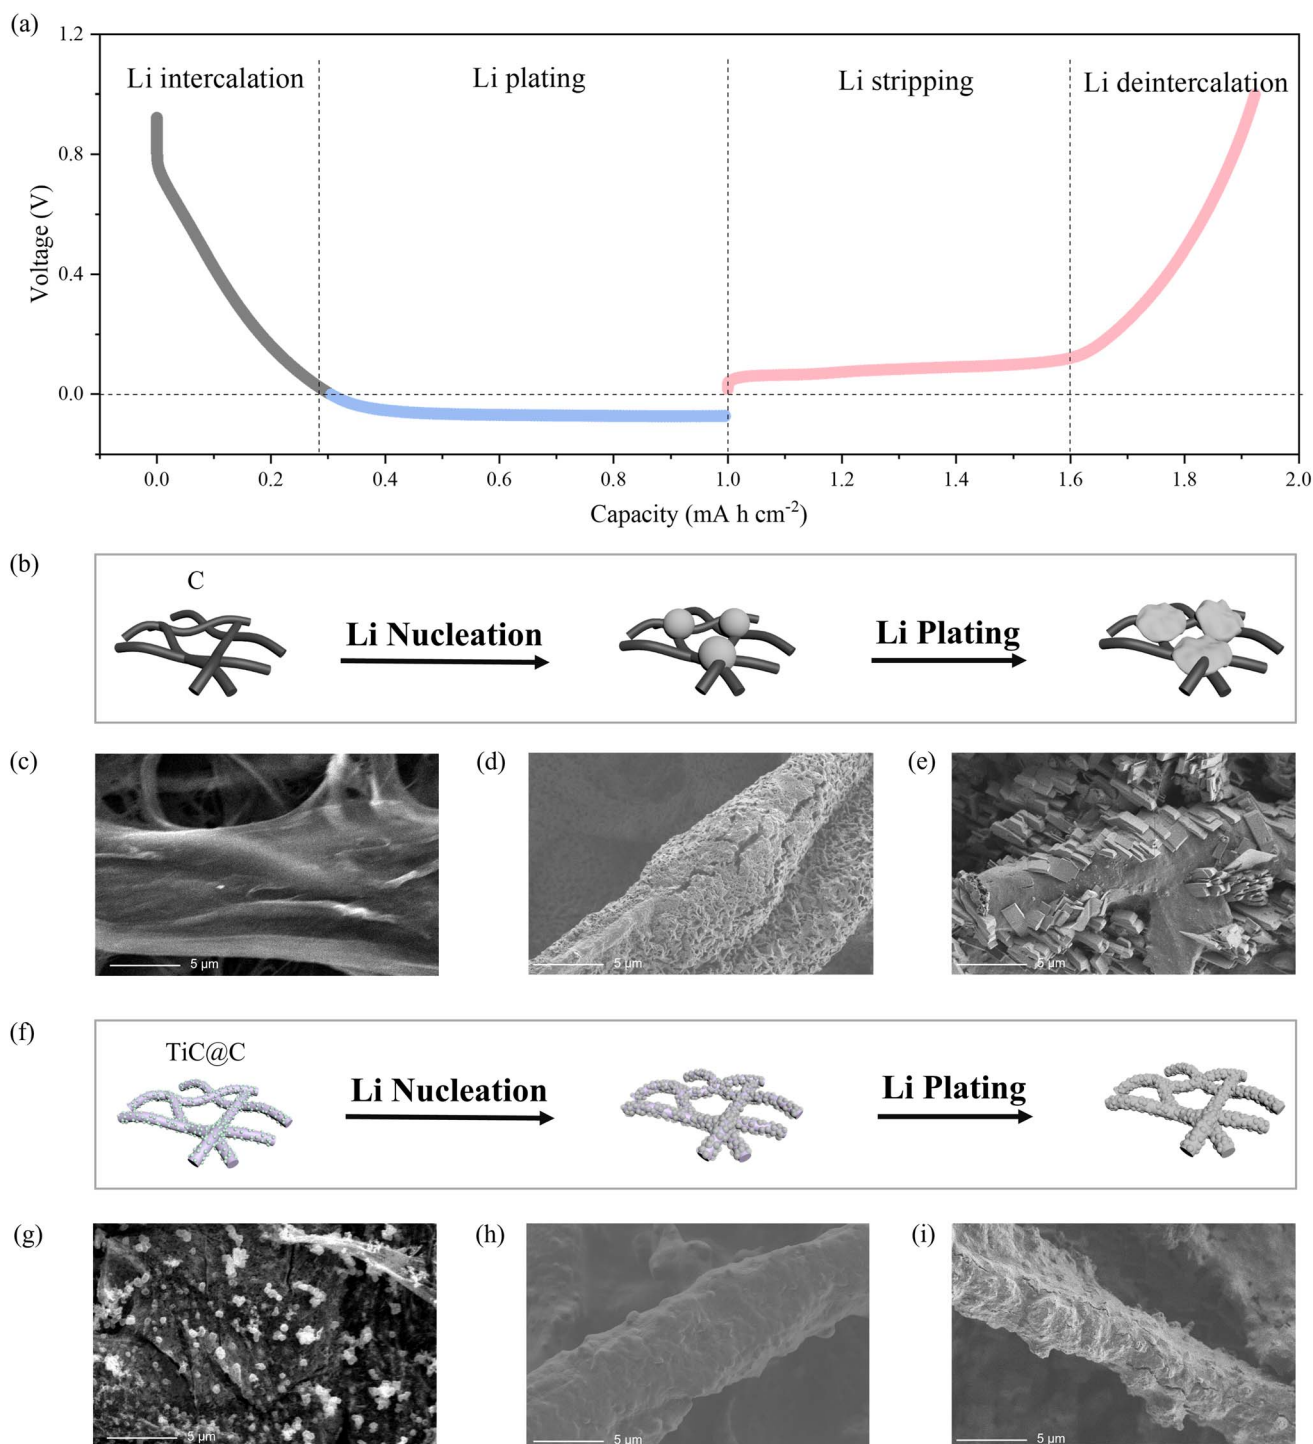 (a)
1.2
0.8
0.4
0.0
Voltage (V)
Li intercalation
Li plating
Li stripping
Li deintercalation
0.0 0.2 0.4 0.6 0.8 1.0 1.2 1.4 1.6 1.8 2.0
Capacity (mA h cm⁻²)
(b)
C
Li Nucleation
Li Plating
(c)
5 μm
(d)
5 μm
(e)
5 μm
(f)
TiC@C
Li Nucleation
Li Plating
(g)
5 μm
(h)
5 μm
(i)
5 μm